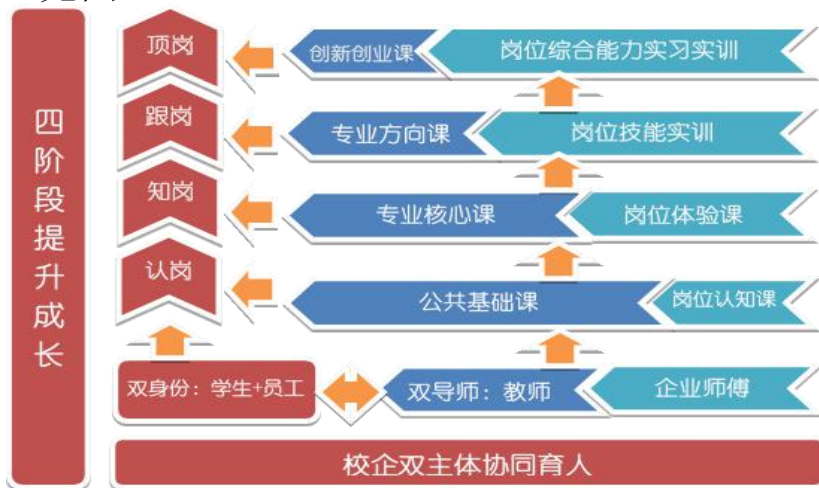 四阶段提升成长
顶岗
创新创业课
岗位综合能力实习实训
跟岗
专业方向课
岗位技能实训
知岗
专业核心课
岗位体验课
认岗
公共基础课
岗位认知课
双身份：学生+员工
双导师：教师
企业师傅
校企双主体协同育人